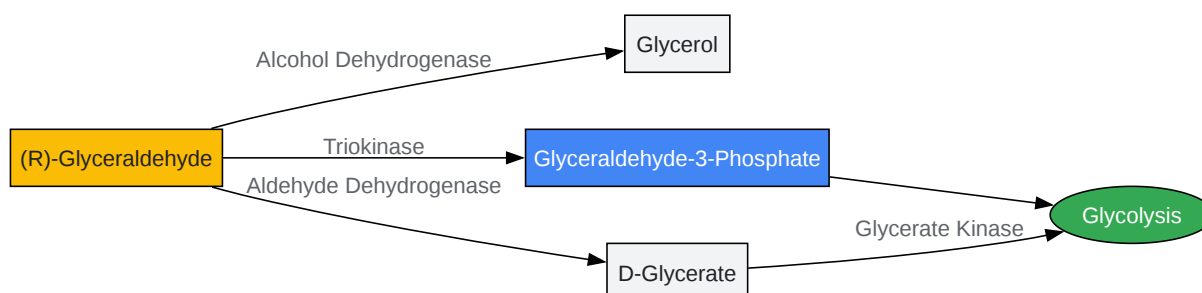 Glycerol
Alcohol Dehydrogenase
(R)-Glyceraldehyde
Triokinase
Glyceraldehyde-3-Phosphate
Aldehyde Dehydrogenase
Glycolysis
Glycerate Kinase
D-Glycerate